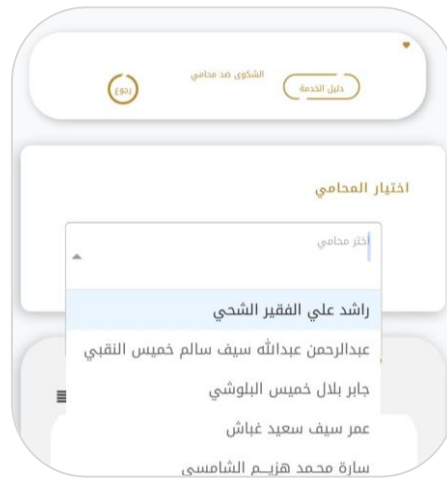 الشكوى ضد محامي
دليل الخدمة
رجوع
اختيار المحامي
اختر محامي
راشد علي الفقير الشحي
عبدالرحمن عبدالله سيف سالم خميس النقبي
جابر بلال خميس البلوشي
عمر سيف سعيد غباش
سارة محمد هزيــم الشامسي